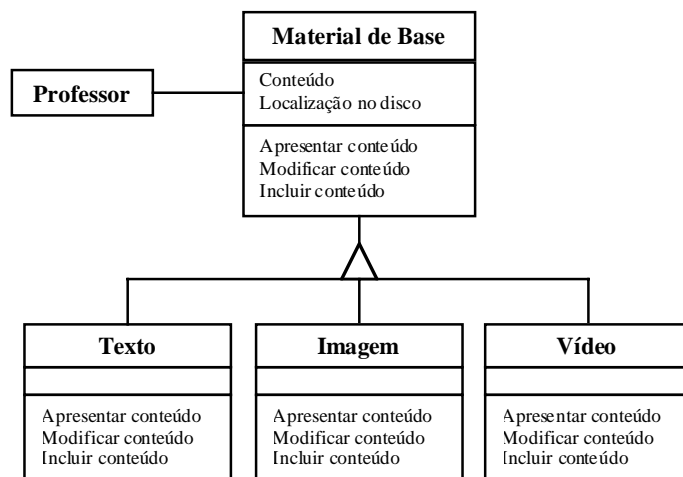 Material de Base
Conteúdo
Localização no disco
Professor
Apresentar conteúdo
Modificar conteúdo
Incluir conteúdo
Texto
Apresentar conteúdo
Modificar conteúdo
Incluir conteúdo
Imagem
Apresentar conteúdo
Modificar conteúdo
Incluir conteúdo
Vídeo
Apresentar conteúdo
Modificar conteúdo
Incluir conteúdo